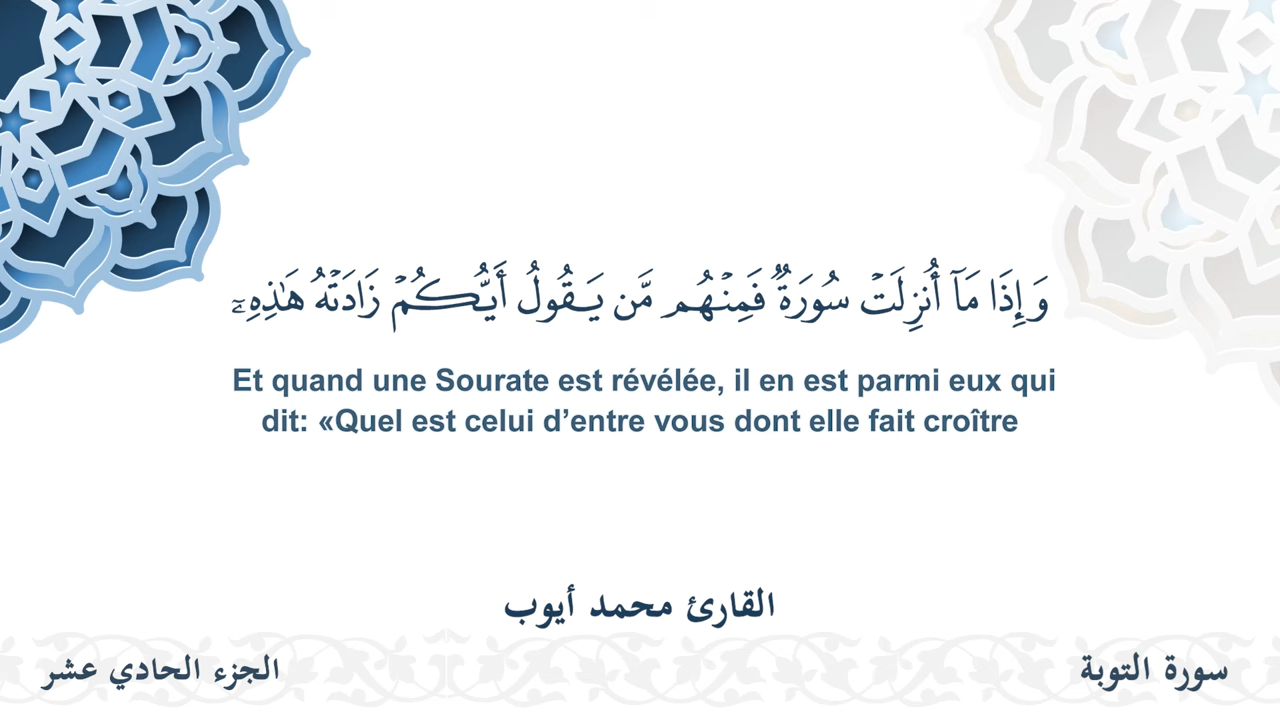 وَإِذَا مَآ أُنزِلَتۡ سُورَةٞ فَمِنۡهُم مَّن يَقُولُ أَيُّكُمۡ زَادَتۡهُ هَٰذِهِۦٓ
Et quand une Sourate est révélée, il en est parmi eux qui
dit: «Quel est celui d’entre vous dont elle fait croître
القارئ محمد أيوب
سورة التوبة
الجزء الحادي عشر